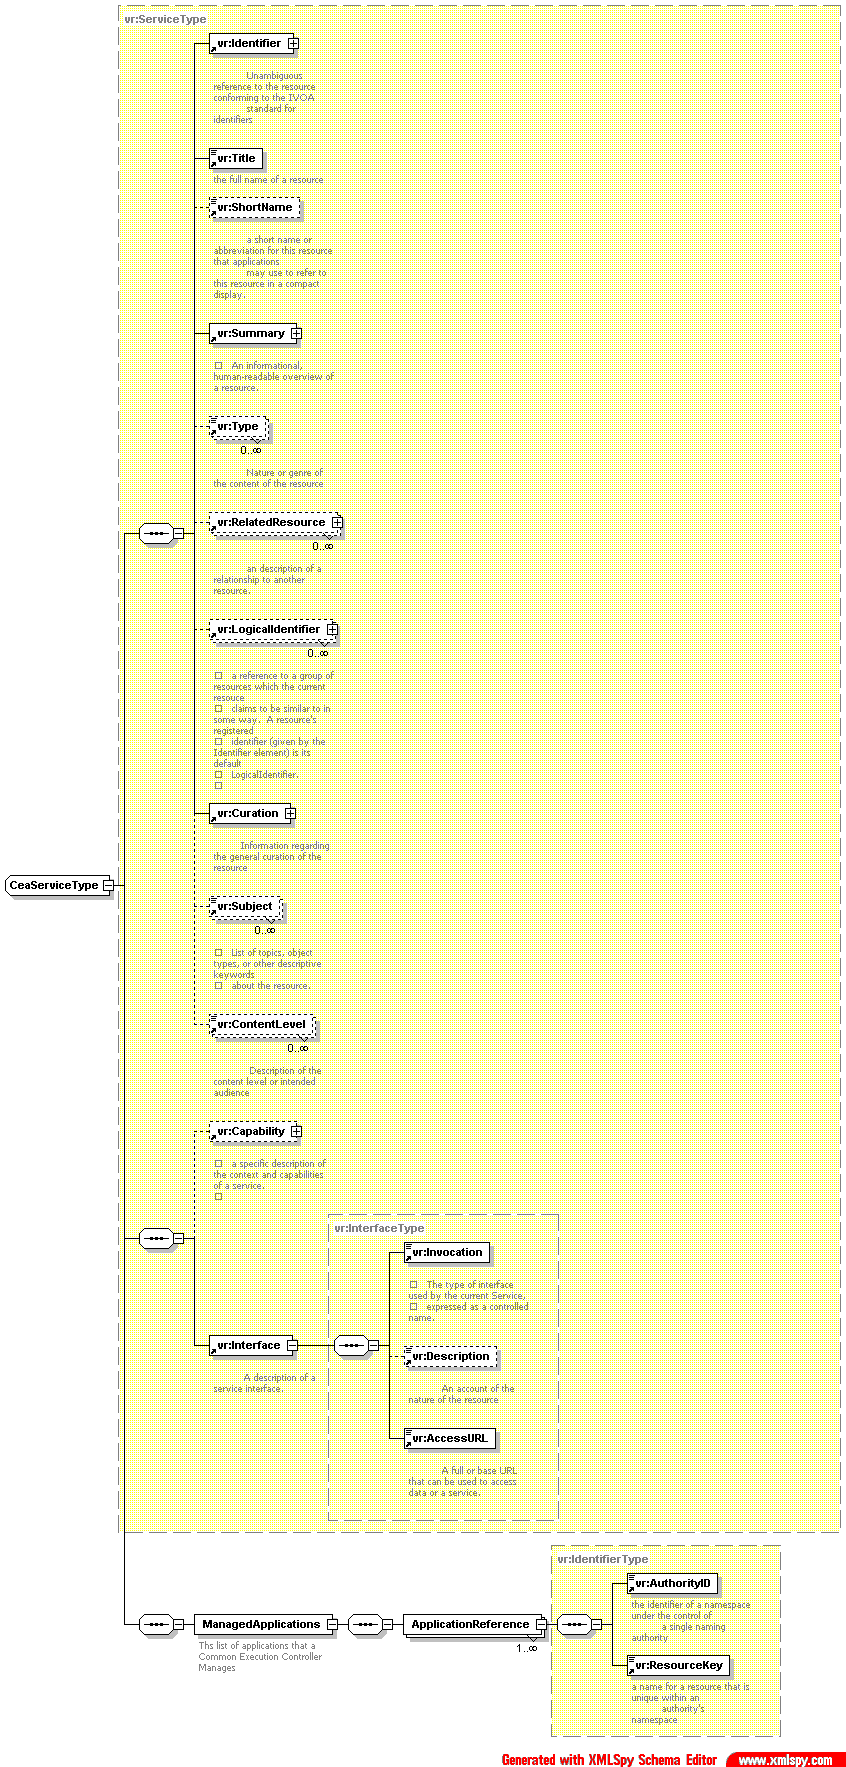 vr:ServiceType
vr:Identifier
Unambiguous
reference to the resource
conforming to the IVOA
standard for
identifiers
vr:Title
the full name of a resource
vr:ShortName
a short name or
abbreviation for this resource
that applications
may use to refer to
this resource in a compact
display.
vr:Summary
An informational,
human-readable overview of
a resource.
vr:Type
0..∞
Nature or genre of
the content of the resource
vr:RelatedResource
0..∞
an description of a
relationship to another
resource.
vr:LogicalIdentifier
0..∞
a reference to a group of
resources which the current
resouce
claims to be similar to in
some way. A resource's
registered
identifier (given by the
Identifier element) is its
default
LogicalIdentifier.
vr:Curation
Information regarding
the general curation of the
resource
CeaServiceType
vr:Subject
0..∞
List of topics, object
types, or other descriptive
keywords
about the resource.
vr:ContentLevel
0..∞
Description of the
content level or intended
audience
vr:Capability
a specific description of
the context and capabilities
of a service.
vr:InterfaceType
vr:Invocation
The type of interface
used by the current Service,
expressed as a controlled
name.
vr:Interface
A description of a
service interface.
vr:Description
An account of the
nature of the resource
vr:AccessURL
A full or base URL
that can be used to access
data or a service.
vr:IdentifierType
vr:AuthorityID
the identifier of a namespace
under the control of
a single naming
authority
ManagedApplications
Ths list of applications that a
Common Execution Controller
Manages
ApplicationReference
1..∞
vr:ResourceKey
a name for a resource that is
unique within an
authority's
namespace
Generated with XMLSpy Schema Editor www.xmlspy.com